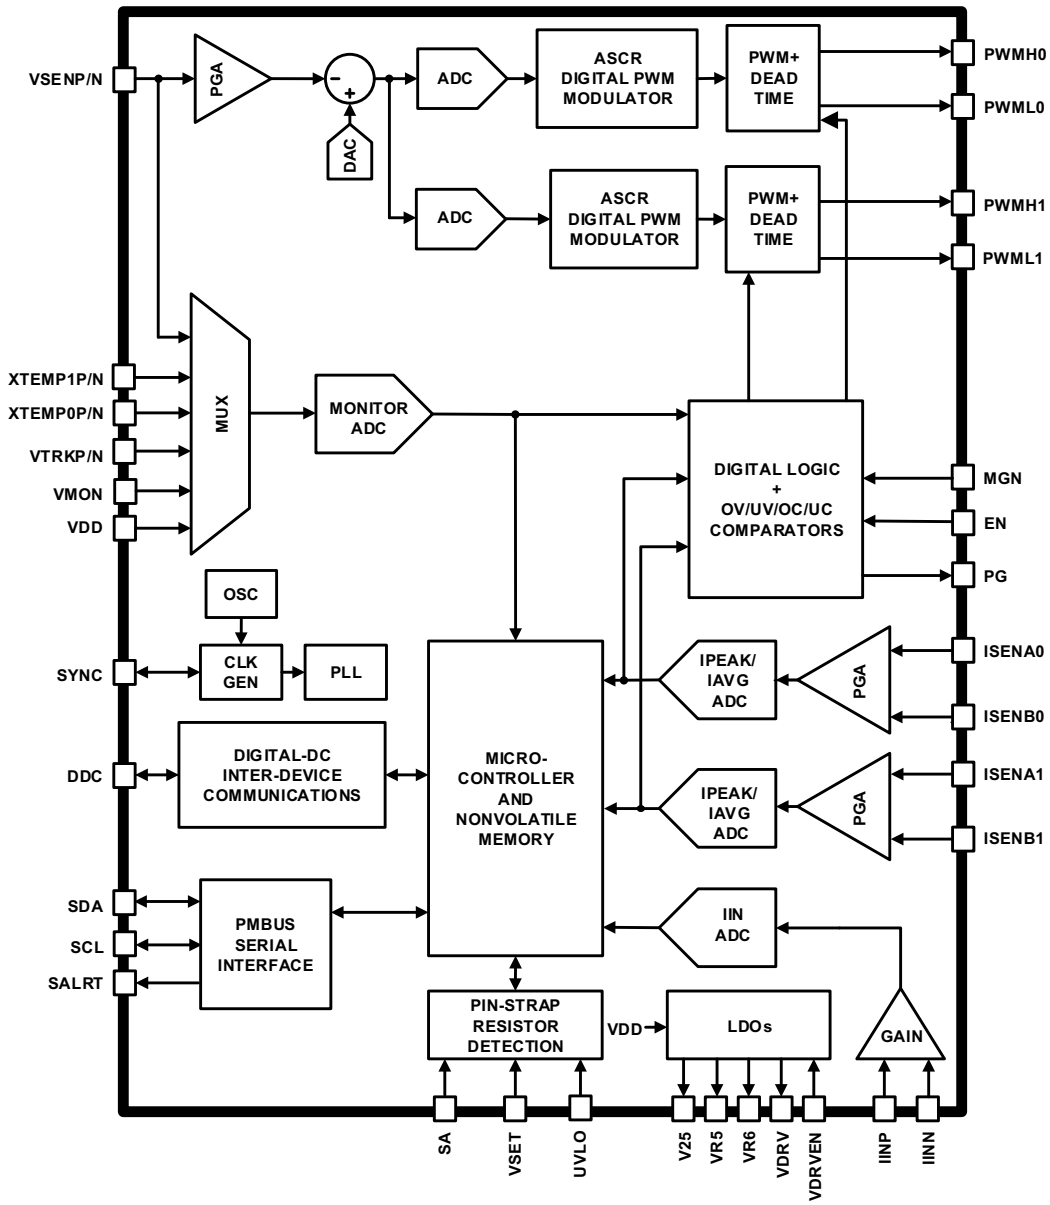 VSENP/N
PGA
−
+
DAC
ADC
ASCR
DIGITAL PWM
MODULATOR
PWM+
DEAD
TIME
PWMH0
PWML0
ADC
ASCR
DIGITAL PWM
MODULATOR
PWM+
DEAD
TIME
PWMH1
PWML1
XTEMP1P/N
XTEMP0P/N
VTRKP/N
VMON
VDD
MUX
MONITOR
ADC
DIGITAL LOGIC
+
OV/UV/OC/UC
COMPARATORS
MGN
EN
PG
OSC
SYNC
CLK
GEN
PLL
DDC
DIGITAL-DC
INTER-DEVICE
COMMUNICATIONS
MICRO-
CONTROLLER
AND
NONVOLATILE
MEMORY
IPEAK/
IAVG
ADC
PGA
ISENA0
ISENB0
IPEAK/
IAVG
ADC
PGA
ISENA1
ISENB1
SDA
SCL
SALRT
PMBUS
SERIAL
INTERFACE
IIN
ADC
PIN-STRAP
RESISTOR
DETECTION
VDD
LDOs
GAIN
SA
VSET
UVLO
V25
VR5
VR6
VDRV
VDRVEN
IINP
IINN